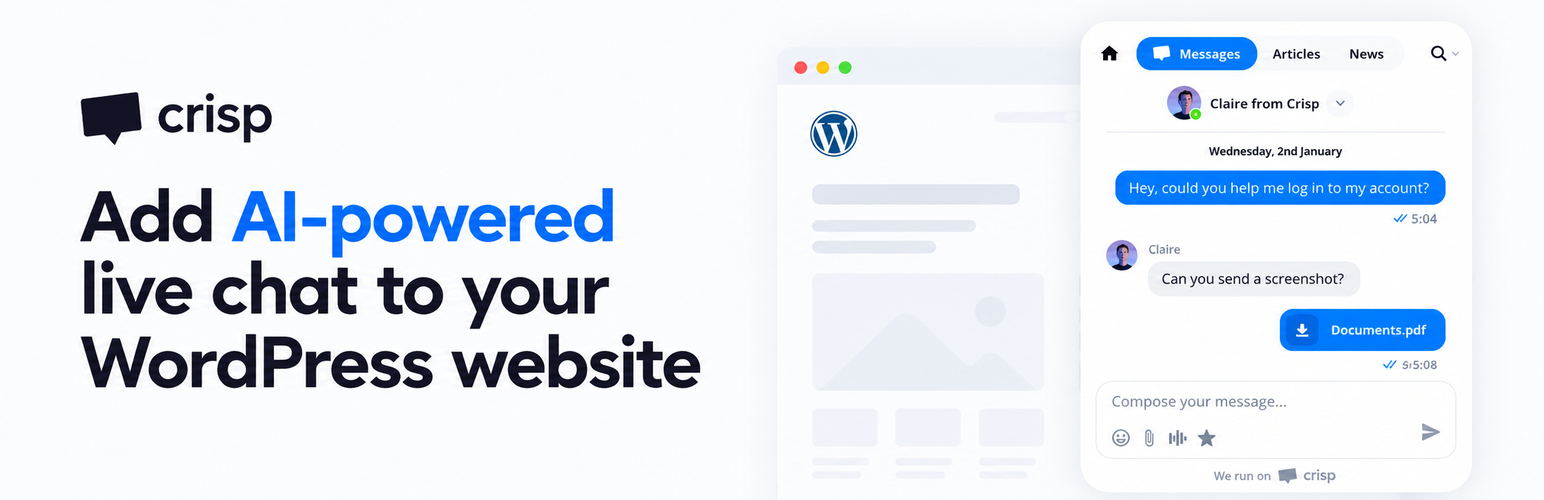 crisp
Add AI-powered
live chat to your
WordPress website
W
Messages Articles News
Claire from Crisp
Wednesday, 2nd January
Hey, could you help me log in to my account?
5:04
Claire
Can you send a screenshot?
Documents.pdf
5:08
Compose your message...
We run on crisp